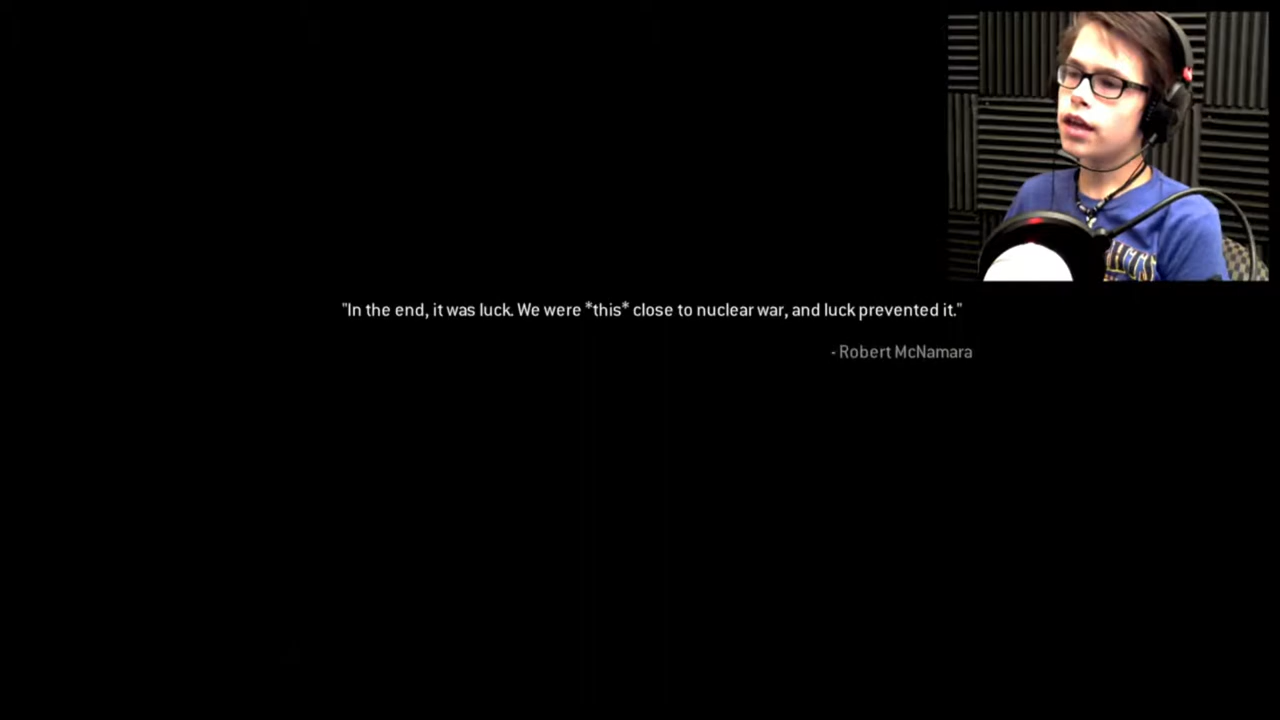 "In the end, it was luck. We were *this* close to nuclear war, and luck prevented it."
- Robert McNamara